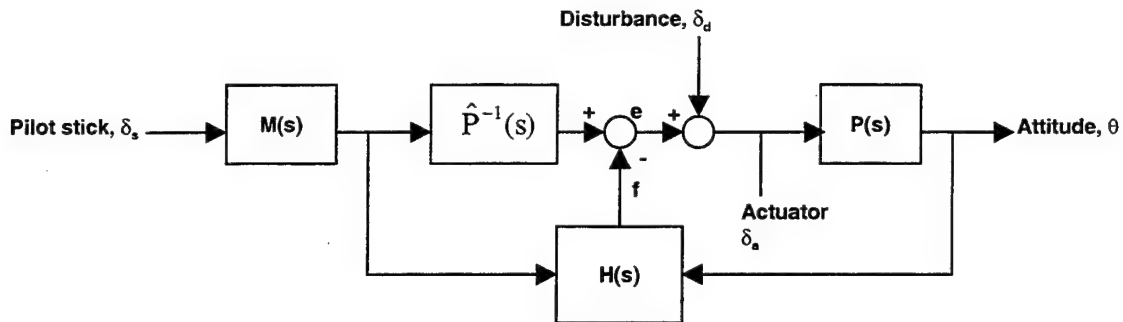 Disturbance, δd
Pilot stick, δs
M(s)
P̂⁻¹(s)
+
e
+
P(s)
Attitude, θ
-
f
Actuator
δa
H(s)